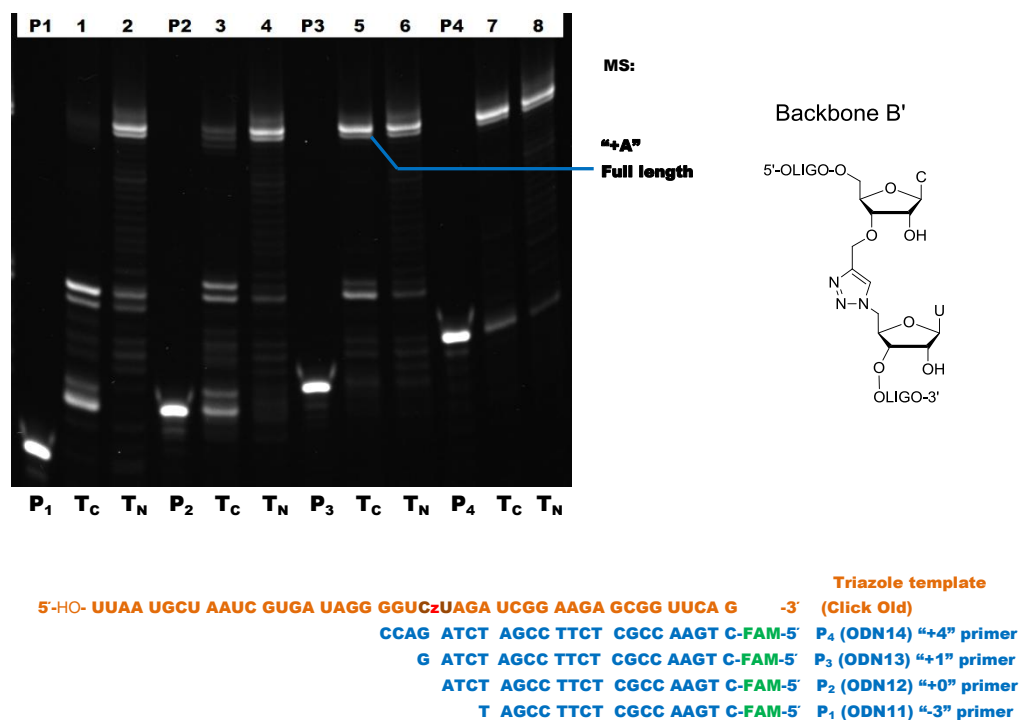 P1 1 2 P2 3 4 P3 5 6 P4 7 8
MS:
“+A”
Full length
Backbone B'
5'-OLIGO-O
O
C
O
OH
N
N
N
O
U
O
OH
OLIGO-3'
P1 TC TN P2 TC TN P3 TC TN P4 TC TN
Triazole template
5´-HO- UUAA UGCU AAUC GUGA UAGG GGUCzUAGA UCGG AAGA GCGG UUCA G -3´ (Click Old)
CCAG ATCT AGCC TTCT CGCC AAGT C-FAM-5´ P4 (ODN14) “+4” primer
G ATCT AGCC TTCT CGCC AAGT C-FAM-5´ P3 (ODN13) “+1” primer
ATCT AGCC TTCT CGCC AAGT C-FAM-5´ P2 (ODN12) “+0” primer
T AGCC TTCT CGCC AAGT C-FAM-5´ P1 (ODN11) “-3” primer